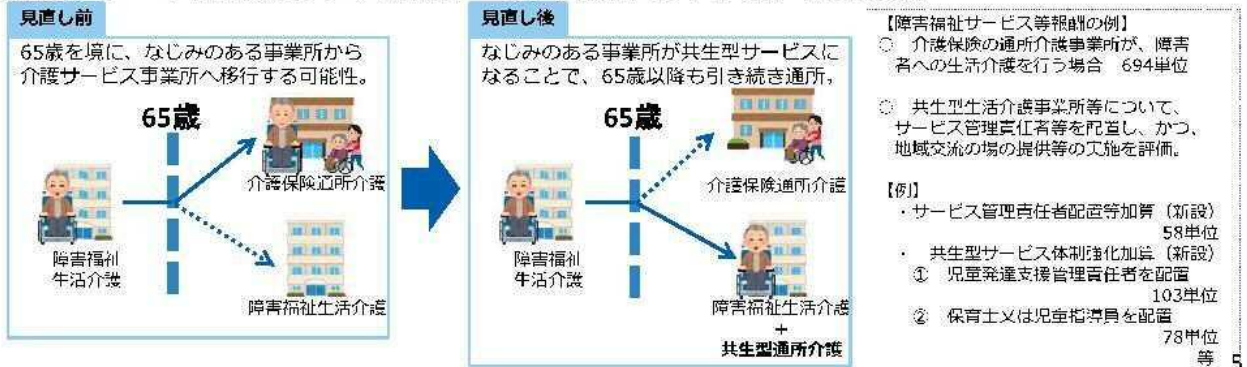 見直し前
65歳を境に、なじみのある事業所から
介護サービス事業所へ移行する可能性。
65歳
介護保険通所介護
障害福祉
生活介護
障害福祉生活介護
見直し後
なじみのある事業所が共生型サービスに
なることで、65歳以降も引き続き通所。
65歳
介護保険通所介護
障害福祉
生活介護
障害福祉生活介護
+
共生型通所介護
【障害福祉サービス等報酬の例】
○ 介護保険の通所介護事業所が、障害
者への生活介護を行う場合 694単位
○ 共生型生活介護事業所等について、
サービス管理責任者等を配置し、かつ、
地域交流の場の提供等の実施を評価。
【例】
・サービス管理責任者配置等加算（新設）
58単位
・ 共生型サービス体制強化加算（新設）
① 児童発達支援管理責任者を配置
103単位
② 保育士又は児童指導員を配置
78単位
等
5